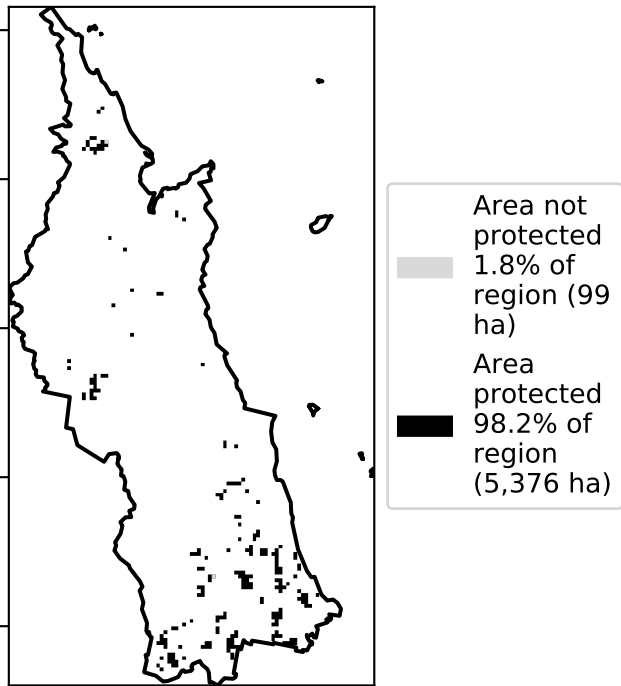 Area not
protected
1.8% of
region (99
ha)
Area
protected
98.2% of
region
(5,376 ha)